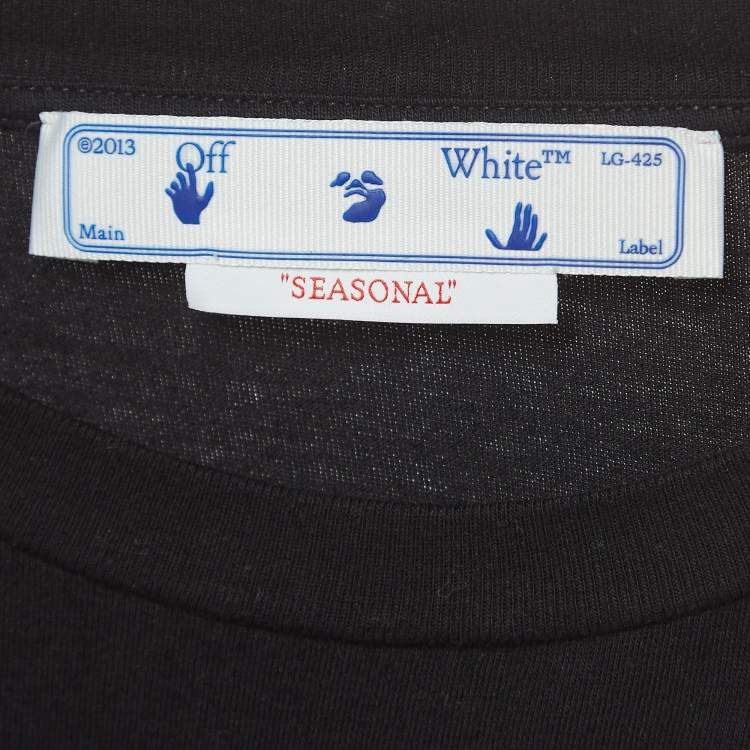 ©2013 Off White™ LG-425
Main Label
"SEASONAL"